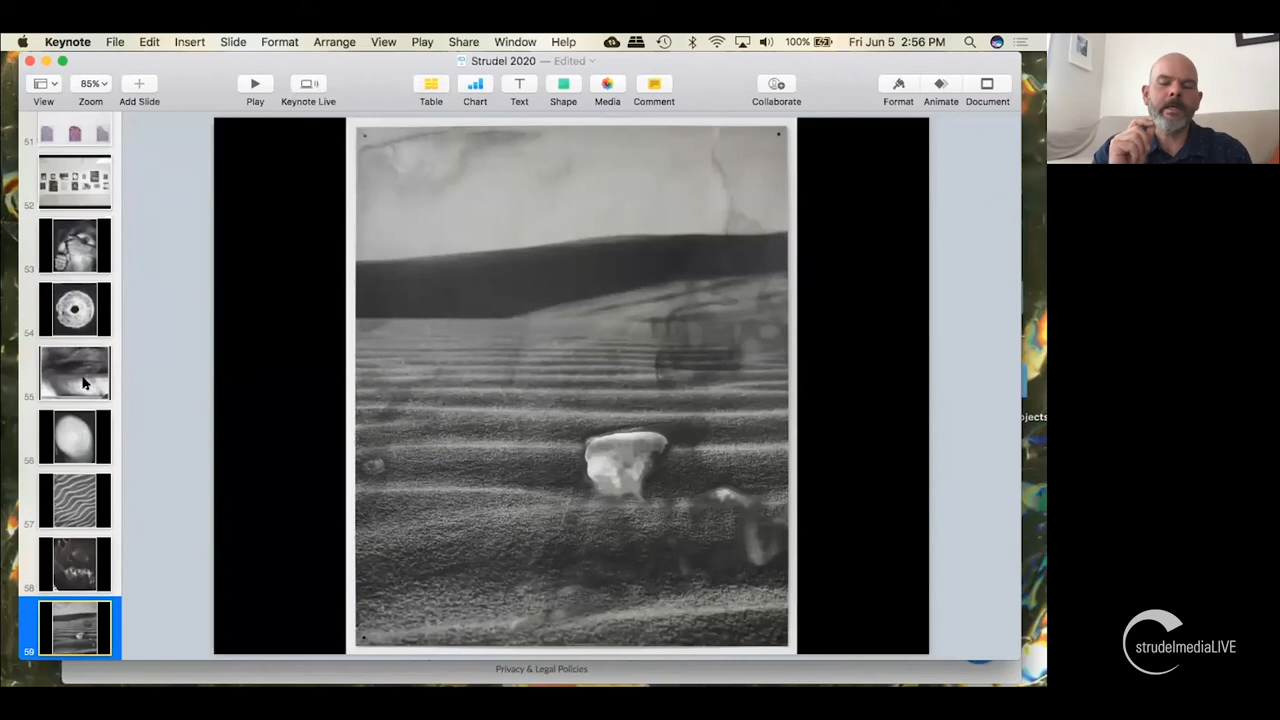 Keynote File Edit Insert Slide Format Arrange View Play Share Window Help 100% Fri Jun 5 2:56 PM
Strudel 2020 — Edited
85%
View Zoom Add Slide Play Keynote Live Table Chart Text Shape Media Comment Collaborate Format Animate Document
51
52
53
54
55
56
57
58
59
ojects
Privacy & Legal Policies
strudelmediaLIVE